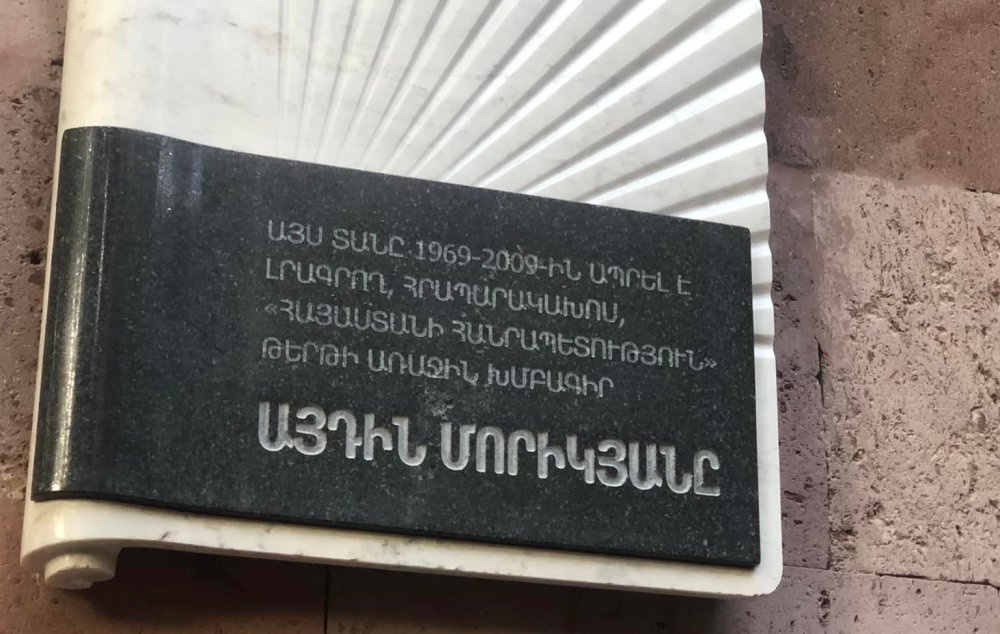 ԱՅՍ ՏԱՆԸ 1969-2009-ԻՆ ԱՊՐԵԼ Է
ԼՐԱԳՐՈՂ, ՀՐԱՊԱՐԱԿԱԽՈՍ,
«ՀԱՅԱՍՏԱՆԻ ՀԱՆՐԱՊԵՏՈՒԹՅՈՒՆ»
ԹԵՐԹԻ ԱՌԱՋԻՆ ԽՄԲԱԳԻՐ
ԱՅԴԻՆ ՄՈՐԻԿՅԱՆԸ